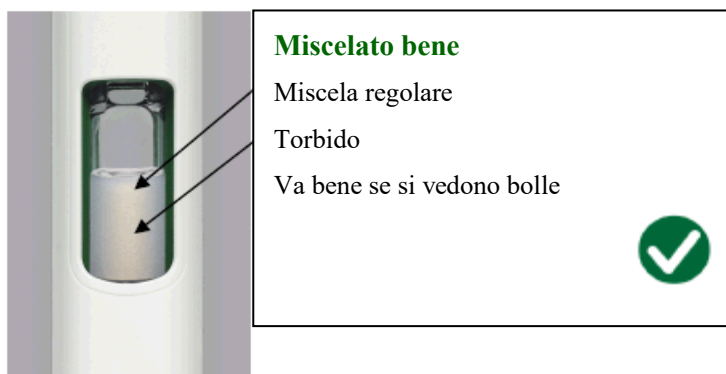 Miscelato bene
Miscela regolare
Torbido
Va bene se si vedono bolle